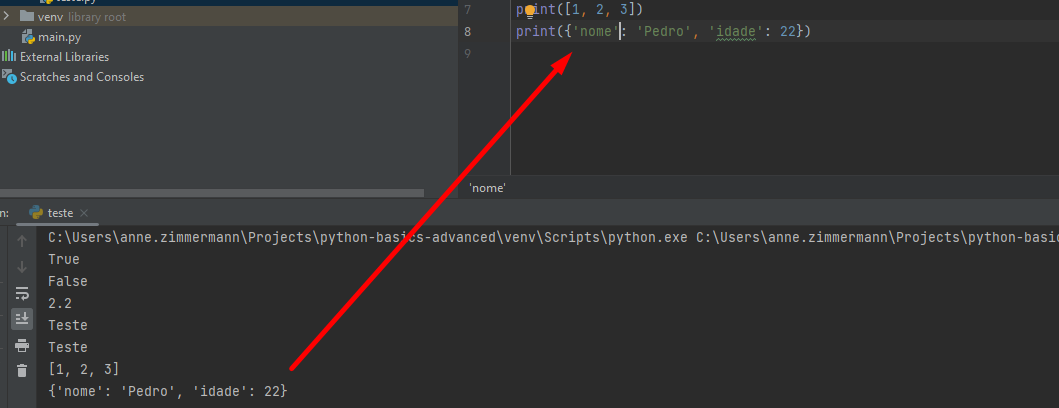 venv library root
main.py
External Libraries
Scratches and Consoles
7 print([1, 2, 3])
8 print({'nome': 'Pedro', 'idade': 22})
9
'nome'
n: teste
C:\Users\anne.zimmermann\Projects\python-basics-advanced\venv\Scripts\python.exe C:\Users\anne.zimmermann\Projects\python-basic
True
False
2.2
Teste
Teste
[1, 2, 3]
{'nome': 'Pedro', 'idade': 22}